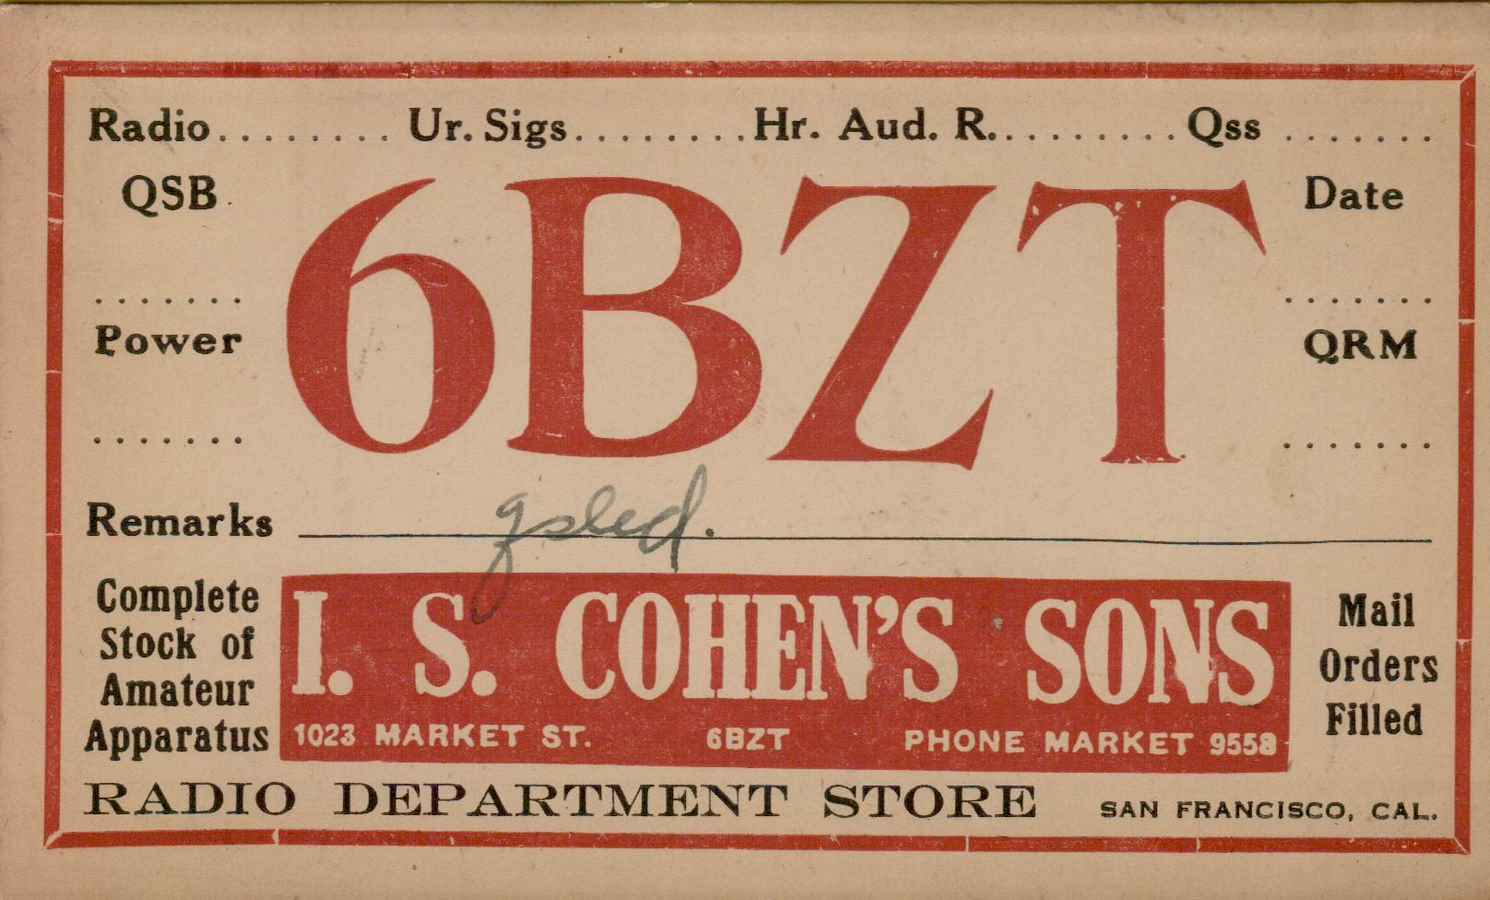 Radio........ Ur. Sigs........ Hr. Aud. R.......... Qss .......
QSB
6BZT
Date
.......
.......
Power
QRM
.......
.......
Remarks
qsled.
Complete
Stock of
Amateur
Apparatus
I. S. COHEN'S SONS
1023 MARKET ST. 6BZT PHONE MARKET 9558
Mail
Orders
Filled
RADIO DEPARTMENT STORE SAN FRANCISCO, CAL.